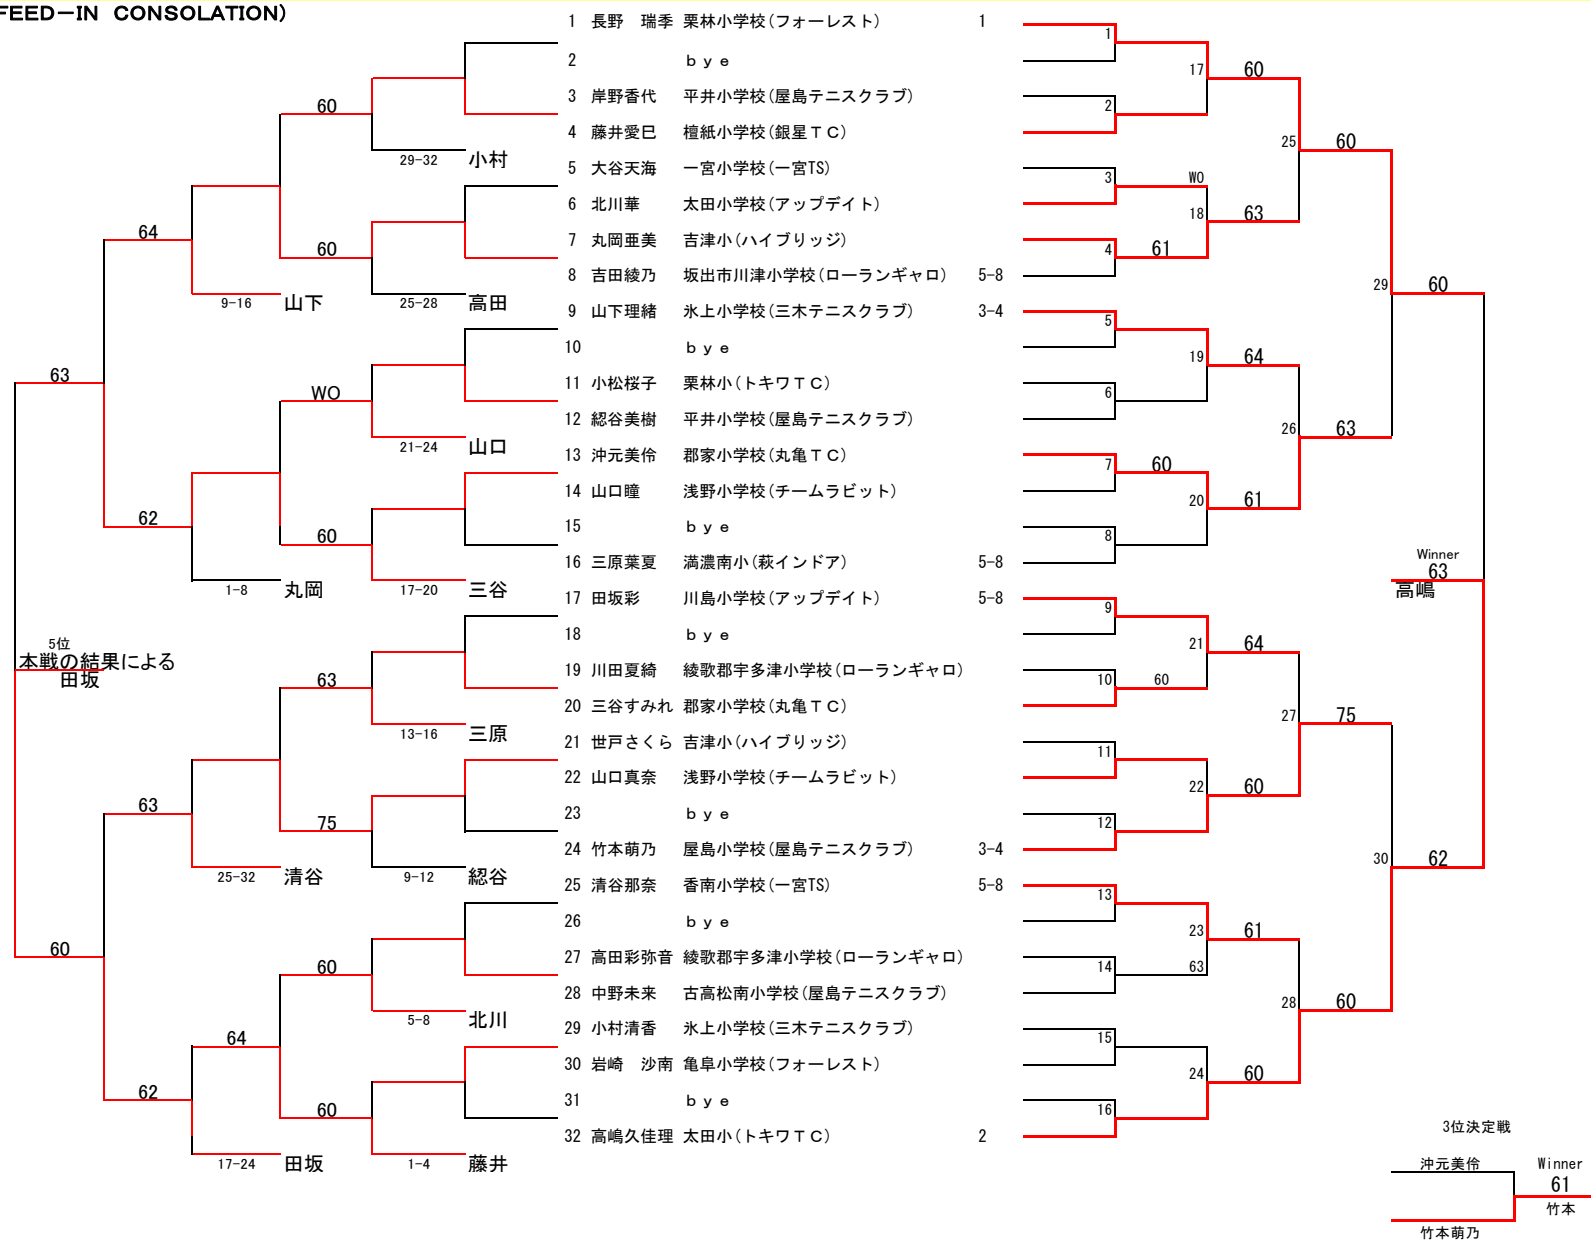 FEED－IN CONSOLATION)
1 長野 瑞季 栗林小学校(フォーレスト) 1
2 ｂｙｅ
3 岸野香代 平井小学校(屋島テニスクラブ)
4 藤井愛巳 檀紙小学校(銀星ＴＣ)
5 大谷天海 一宮小学校(一宮TS)
6 北川華 太田小学校(アップデイト)
7 丸岡亜美 吉津小(ハイブリッジ)
8 吉田綾乃 坂出市川津小学校(ローランギャロ) 5-8
9 山下理緒 氷上小学校(三木テニスクラブ) 3-4
10 ｂｙｅ
11 小松桜子 栗林小(トキワＴＣ)
12 綛谷美樹 平井小学校(屋島テニスクラブ)
13 沖元美伶 郡家小学校(丸亀ＴＣ)
14 山口瞳 浅野小学校(チームラビット)
15 ｂｙｅ
16 三原葉夏 満濃南小(萩インドア) 5-8
17 田坂彩 川島小学校(アップデイト) 5-8
18 ｂｙｅ
19 川田夏綺 綾歌郡宇多津小学校(ローランギャロ)
20 三谷すみれ 郡家小学校(丸亀ＴＣ)
21 世戸さくら 吉津小(ハイブリッジ)
22 山口真奈 浅野小学校(チームラビット)
23 ｂｙｅ
24 竹本萌乃 屋島小学校(屋島テニスクラブ) 3-4
25 清谷那奈 香南小学校(一宮TS) 5-8
26 ｂｙｅ
27 高田彩弥音 綾歌郡宇多津小学校(ローランギャロ)
28 中野未来 古高松南小学校(屋島テニスクラブ)
29 小村清香 氷上小学校(三木テニスクラブ)
30 岩崎 沙南 亀阜小学校(フォーレスト)
31 ｂｙｅ
32 高嶋久佳理 太田小(トキワＴＣ) 2
60
29-32 小村
64
60
9-16 山下
25-28 高田
63
WO
21-24 山口
62
60
1-8 丸岡
17-20 三谷
5位
本戦の結果による
田坂
63
13-16 三原
63
75
25-32 清谷
9-12 綛谷
60
60
5-8 北川
64
62
60
17-24 田坂
1-4 藤井
1
17 60
2
25 60
3 WO
18 63
4 61
29 60
5
19 64
6
26 63
7 60
20 61
8
Winner
63
高嶋
9
21 64
10 60
27 75
11
22 60
12
30 62
13
23 61
14 63
28 60
15
24 60
16
3位決定戦
沖元美伶 Winner
61
竹本
竹本萌乃